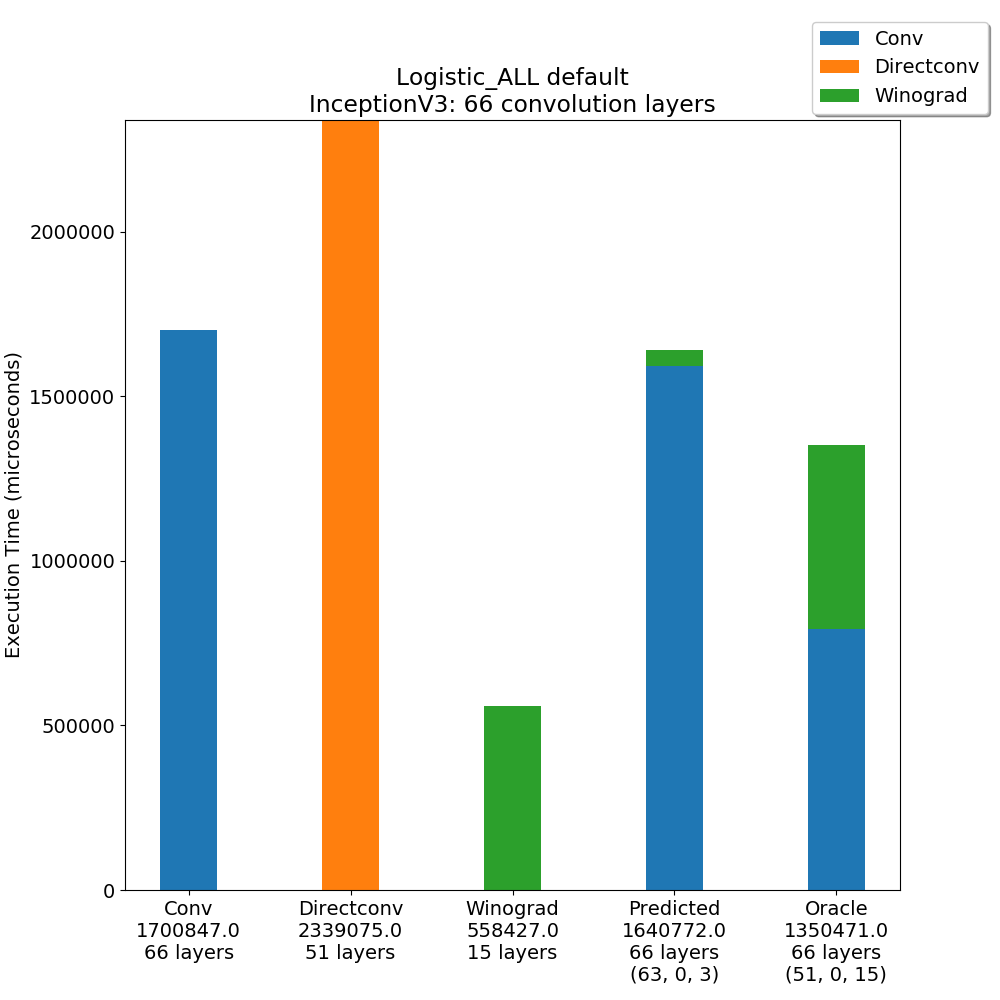 Conv
Directconv
Winograd
Logistic_ALL default
InceptionV3: 66 convolution layers
Execution Time (microseconds)
2000000
1500000
1000000
500000
0
Conv
1700847.0
66 layers
Directconv
2339075.0
51 layers
Winograd
558427.0
15 layers
Predicted
1640772.0
66 layers
(63, 0, 3)
Oracle
1350471.0
66 layers
(51, 0, 15)